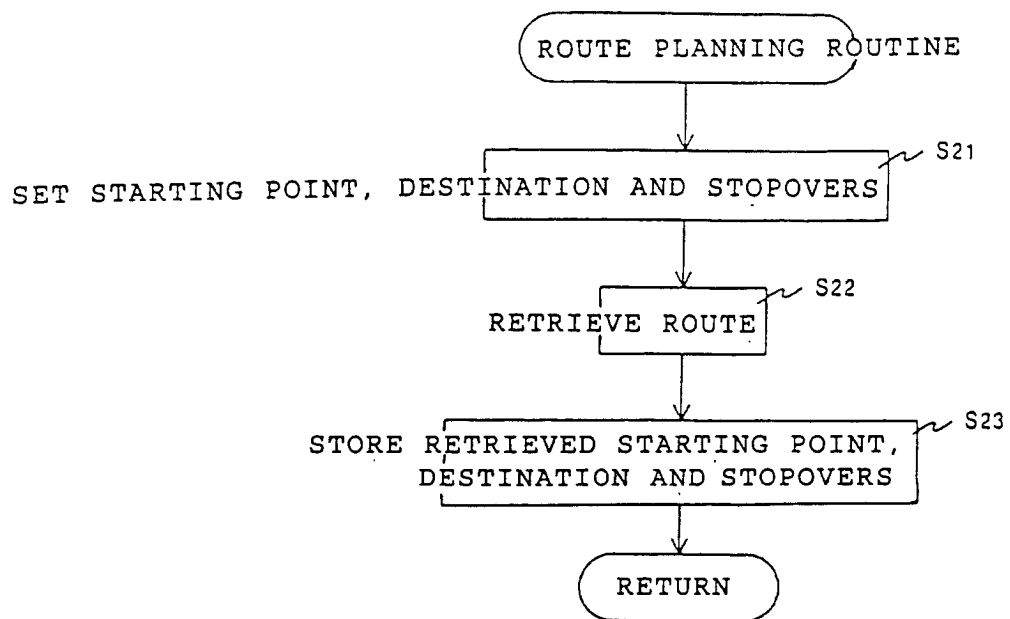 ROUTE PLANNING ROUTINE
S21
SET STARTING POINT, DESTINATION AND STOPOVERS
S22
RETRIEVE ROUTE
S23
STORE RETRIEVED STARTING POINT,
DESTINATION AND STOPOVERS
RETURN